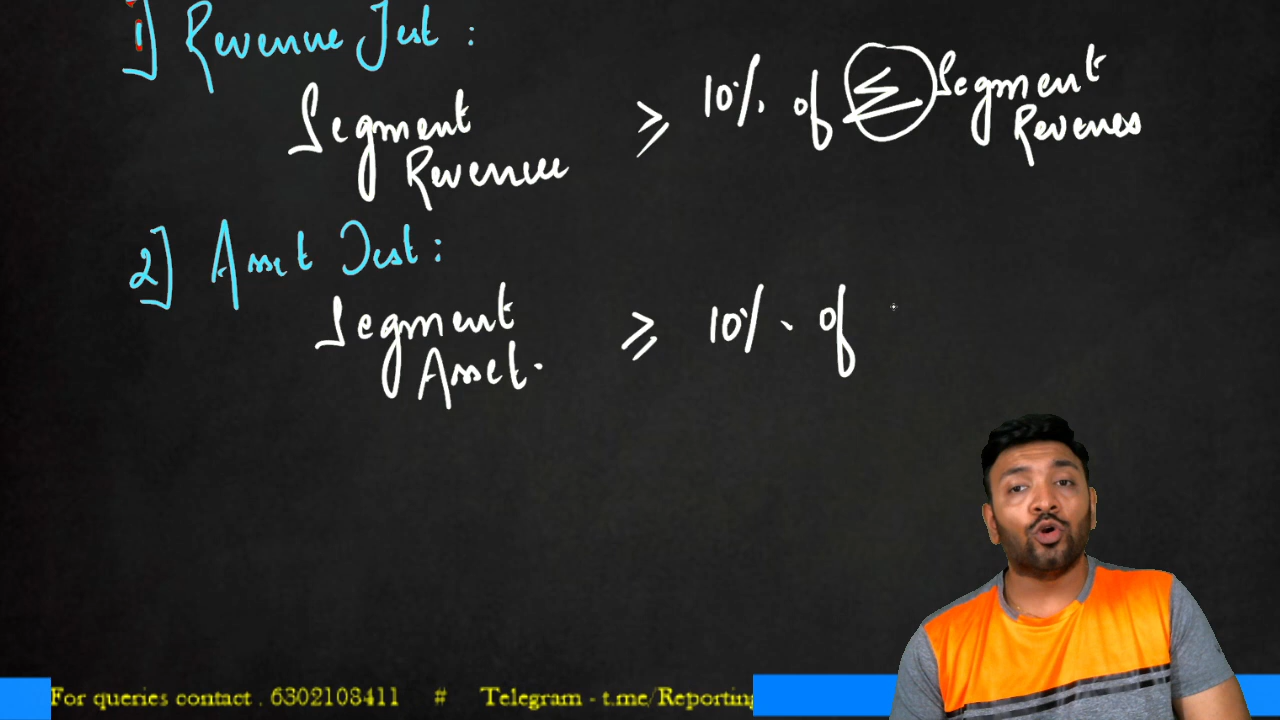 1] Revenue Test :
Segment Revenue ≥ 10% of Σ Segment Revenues
2] Asset Test :
Segment Asset. ≥ 10% of
For queries contact . 6302108411 # Telegram - t.me/Reporting